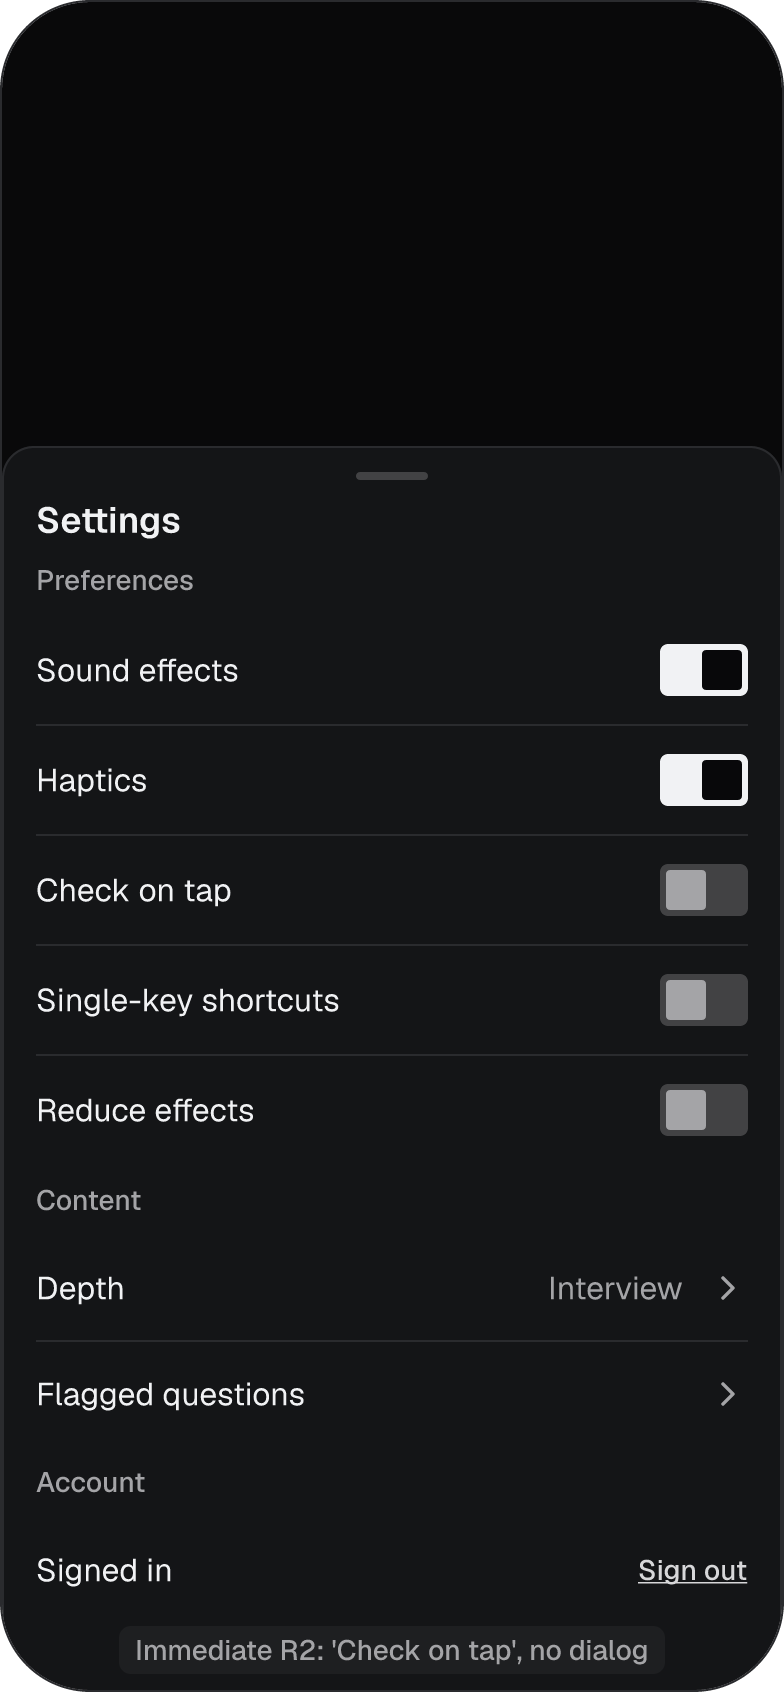 Settings
Preferences
Sound effects
Haptics
Check on tap
Single-key shortcuts
Reduce effects
Content
Depth Interview
Flagged questions
Account
Signed in Sign out
Immediate R2: 'Check on tap', no dialog